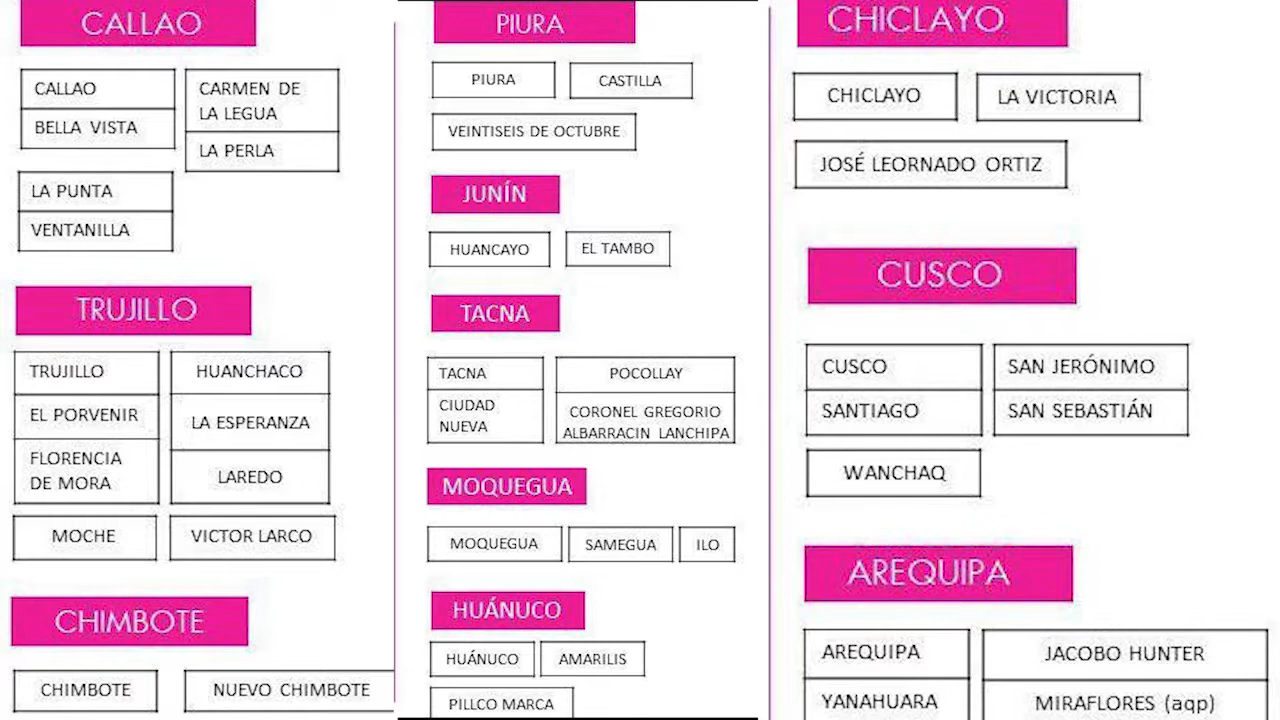 CALLAO
CALLAO
BELLA VISTA
CARMEN DE
LA LEGUA
LA PERLA
LA PUNTA
VENTANILLA
TRUJILLO
TRUJILLO
HUANCHACO
EL PORVENIR
LA ESPERANZA
FLORENCIA
DE MORA
LAREDO
MOCHE
VICTOR LARCO
CHIMBOTE
CHIMBOTE
NUEVO CHIMBOTE
PIURA
PIURA
CASTILLA
VEINTISEIS DE OCTUBRE
JUNÍN
HUANCAYO
EL TAMBO
TACNA
TACNA
POCOLLAY
CIUDAD
NUEVA
CORONEL GREGORIO
ALBARRACIN LANCHIPA
MOQUEGUA
MOQUEGUA
SAMEGUA
ILO
HUÁNUCO
HUÁNUCO
AMARILIS
PILLCO MARCA
CHICLAYO
CHICLAYO
LA VICTORIA
JOSÉ LEORNADO ORTIZ
CUSCO
CUSCO
SAN JERÓNIMO
SANTIAGO
SAN SEBASTIÁN
WANCHAQ
AREQUIPA
AREQUIPA
JACOBO HUNTER
YANAHUARA
MIRAFLORES (aqp)